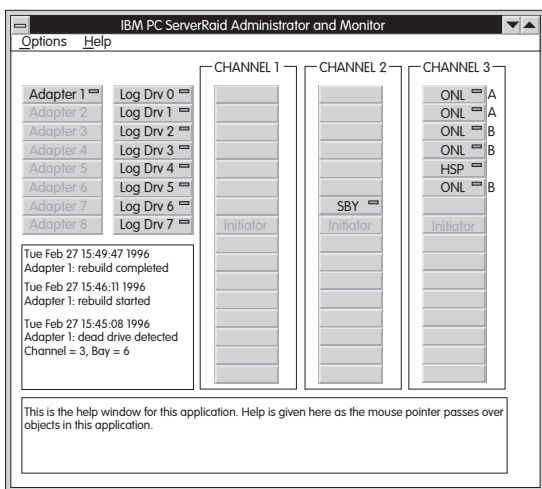 IBM PC ServerRaid Administrator and Monitor
Options Help
CHANNEL 1 CHANNEL 2 CHANNEL 3
Adapter 1 Log Drv 0 ONL A
Adapter 2 Log Drv 1 ONL A
Adapter 3 Log Drv 2 ONL B
Adapter 4 Log Drv 3 ONL B
Adapter 5 Log Drv 4 HSP
Adapter 6 Log Drv 5 ONL B
Adapter 7 Log Drv 6 SBY
Adapter 8 Log Drv 7 Initiator Initiator Initiator
Tue Feb 27 15:49:47 1996
Adapter 1: rebuild completed
Tue Feb 27 15:46:11 1996
Adapter 1: rebuild started
Tue Feb 27 15:45:08 1996
Adapter 1: dead drive detected
Channel = 3, Bay = 6
This is the help window for this application. Help is given here as the mouse pointer passes over
objects in this application.